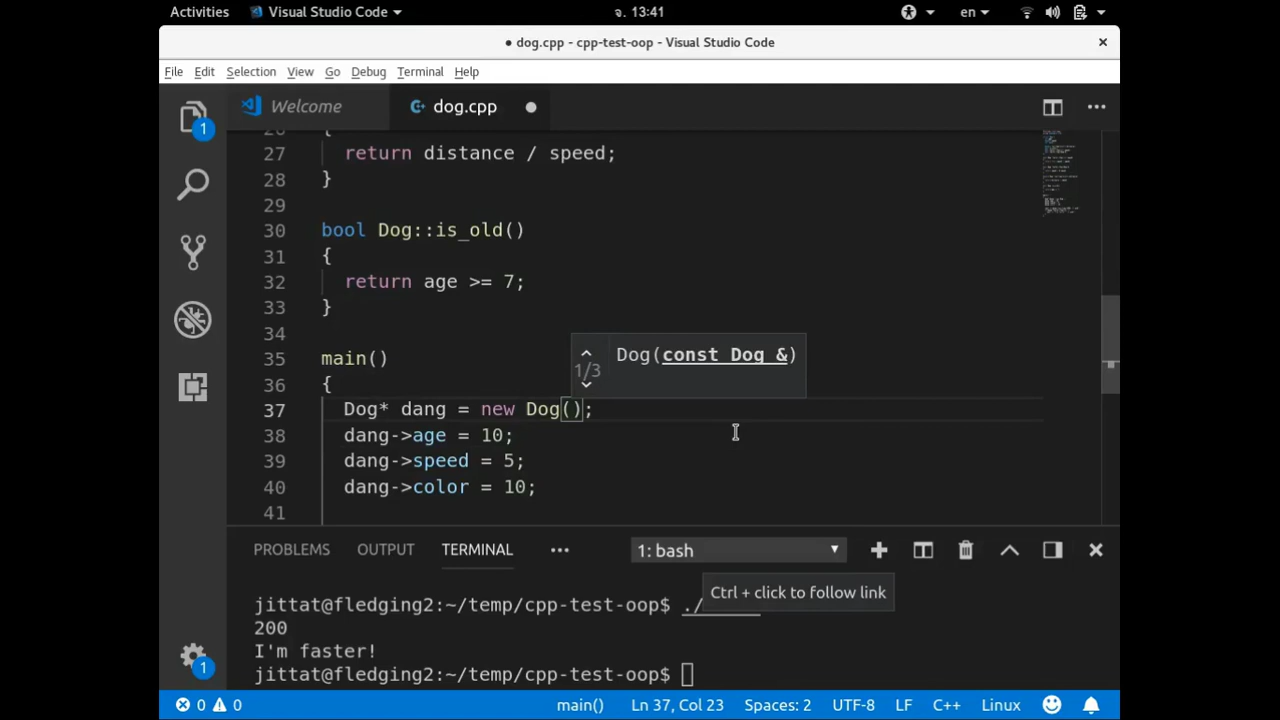 Activities Visual Studio Code จ. 13:41 en
● dog.cpp - cpp-test-oop - Visual Studio Code ×
File Edit Selection View Go Debug Terminal Help
Welcome dog.cpp
1
27 return distance / speed;
28 }
29
30 bool Dog::is_old()
31 {
32 return age >= 7;
33 }
34
35 main()
Dog(const Dog &)
1/3
36 {
37 Dog* dang = new Dog();
38 dang->age = 10;
39 dang->speed = 5;
40 dang->color = 10;
41
PROBLEMS OUTPUT TERMINAL ••• 1: bash
Ctrl + click to follow link
jittat@fledging2:~/temp/cpp-test-oop$ ./
200
I'm faster!
jittat@fledging2:~/temp/cpp-test-oop$
1
0 0 main() Ln 37, Col 23 Spaces: 2 UTF-8 LF C++ Linux